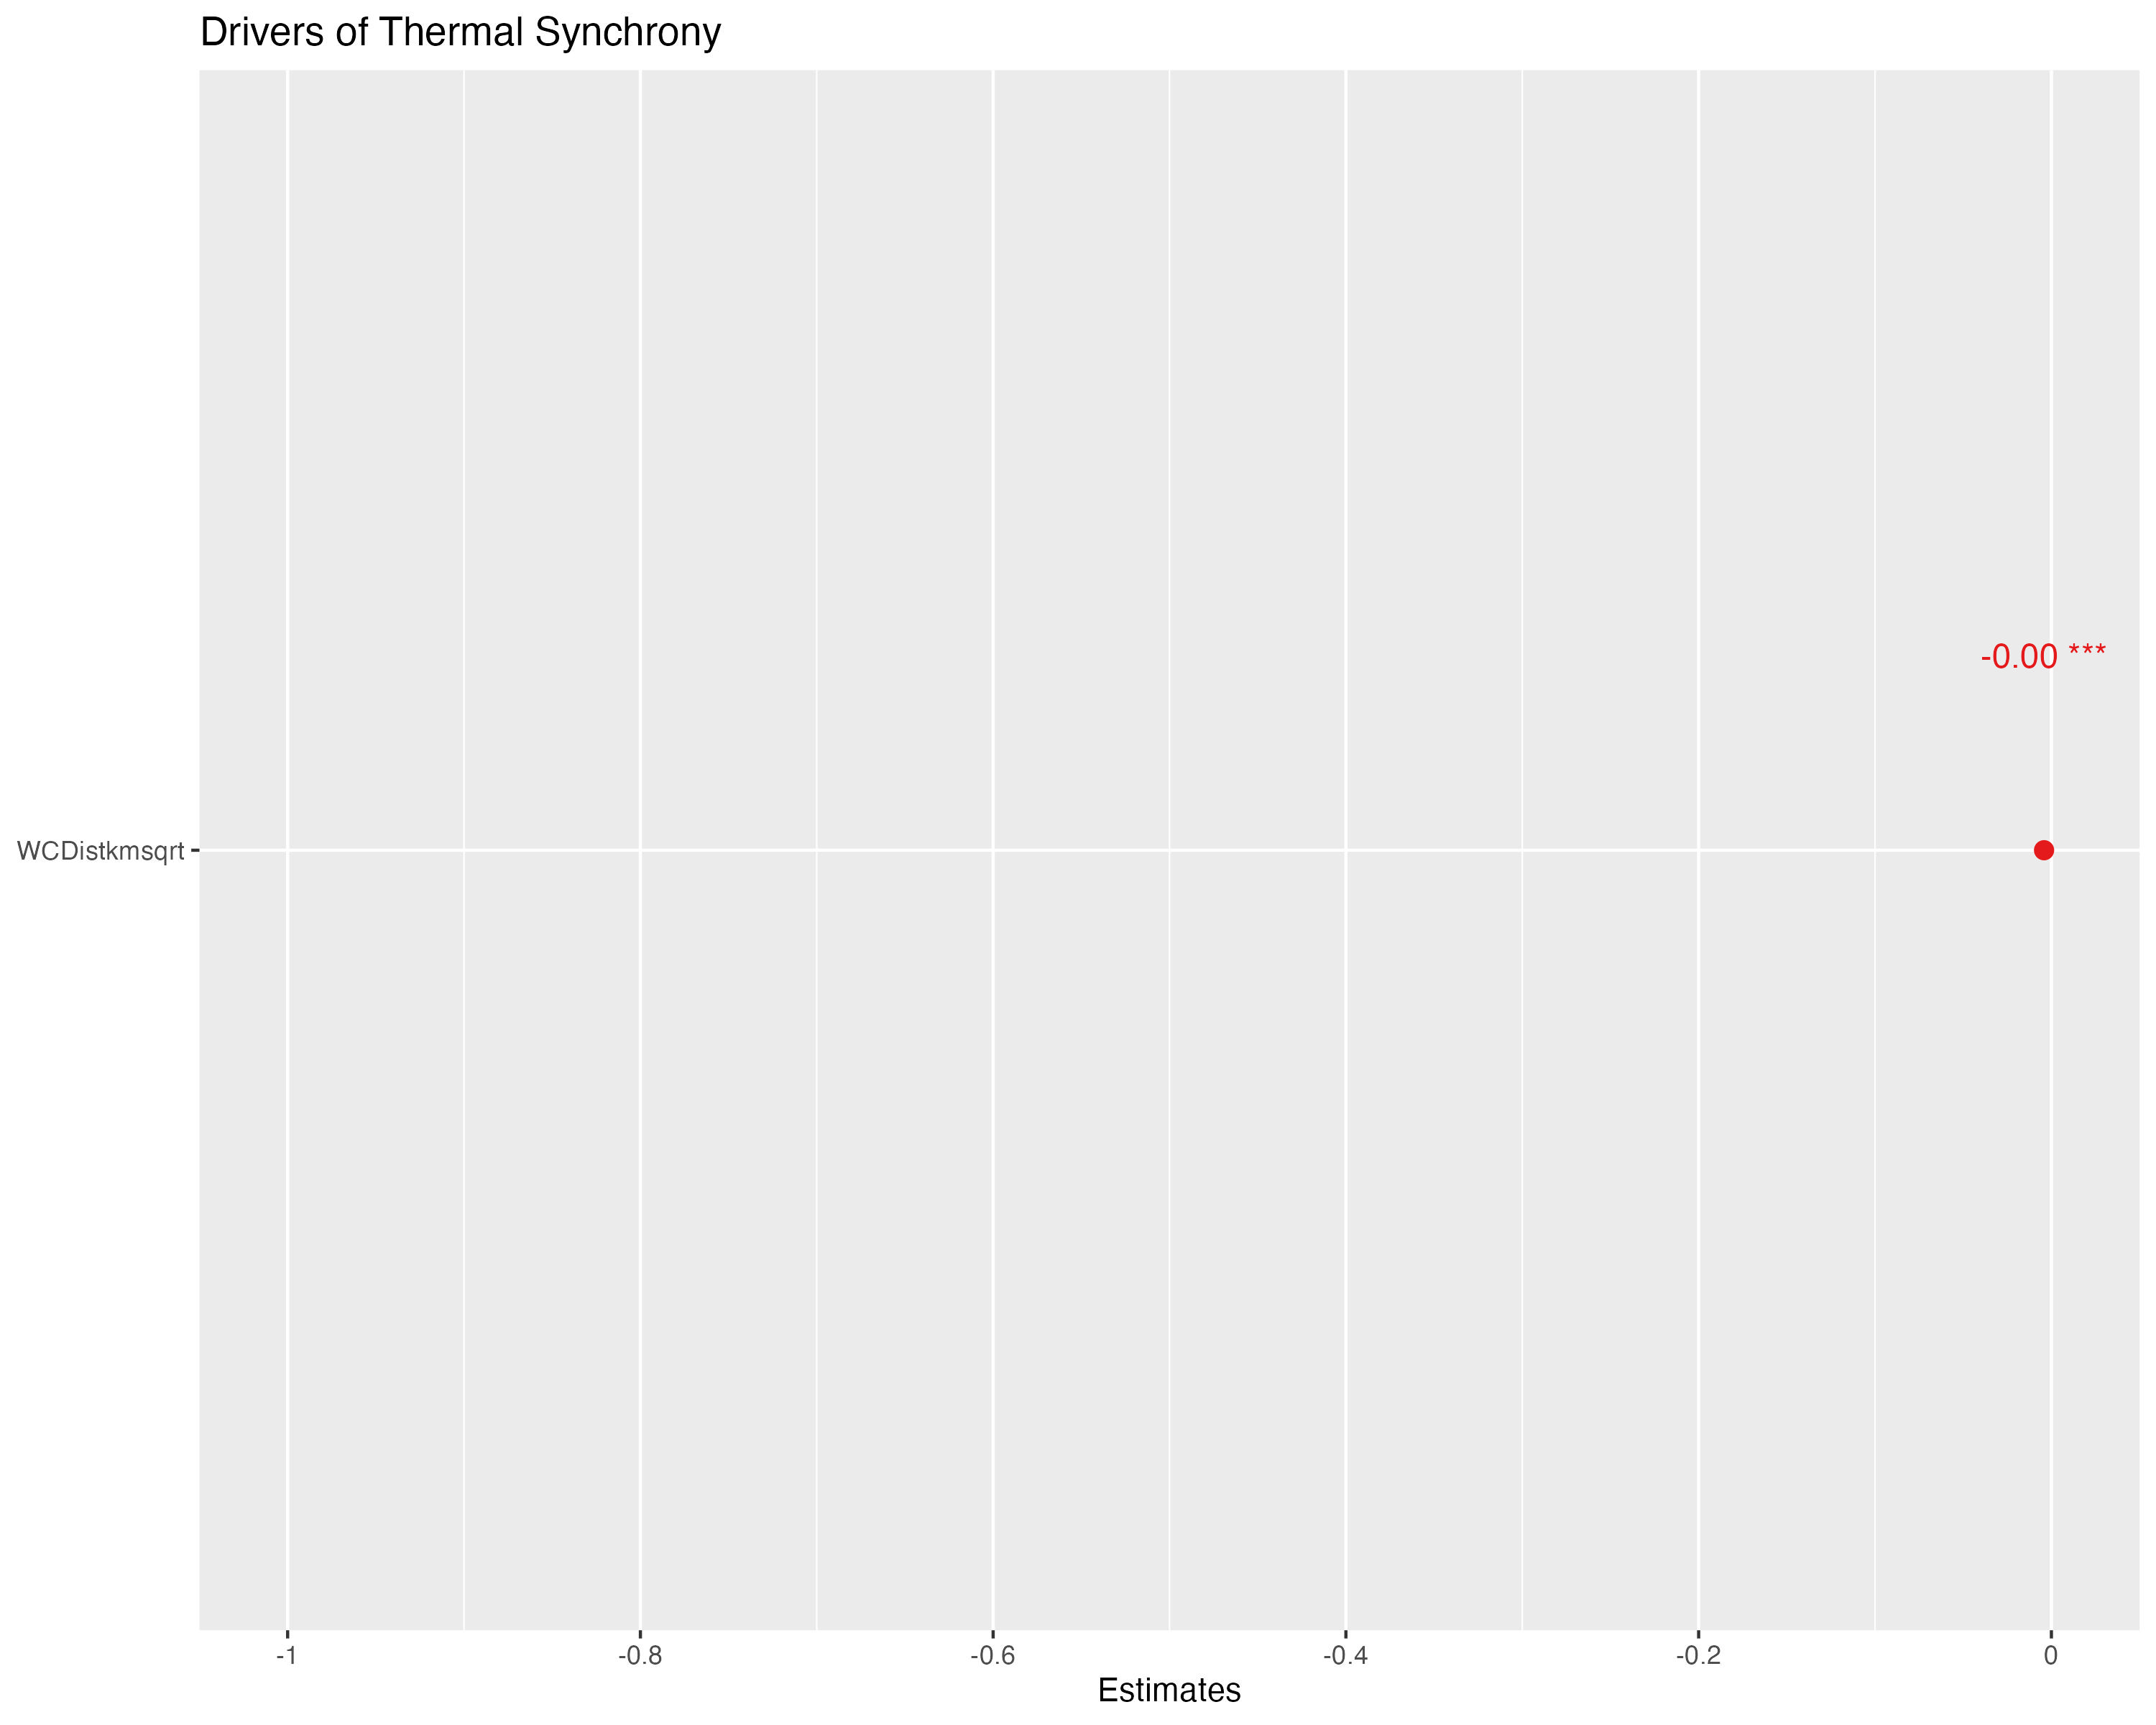 Drivers of Thermal Synchrony
-0.00 ***
WCDistkmsqrt
-1 -0.8 -0.6 -0.4 -0.2 0
Estimates